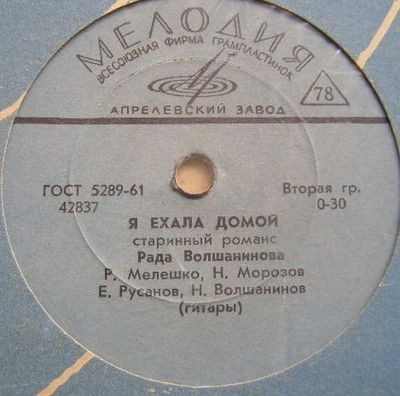 МЕЛОДИЯ
ВСЕСОЮЗНАЯ ФИРМА ГРАМПЛАСТИНОК
78
АПРЕЛЕВСКИЙ ЗАВОД
ГОСТ 5289-61
42837
Вторая гр.
0-30
Я ЕХАЛА ДОМОЙ
старинный романс
Рада Волшанинова
Р. Мелешко, Н. Морозов
Е. Русанов, Н. Волшанинов
(гитары)